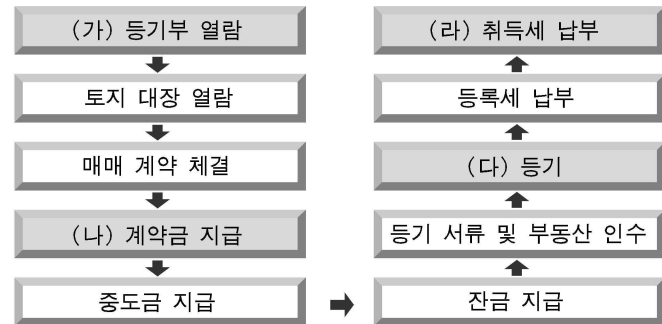 (가) 등기부 열람
토지 대장 열람
매매 계약 체결
(나) 계약금 지급
중도금 지급
잔금 지급
등기 서류 및 부동산 인수
(다) 등기
등록세 납부
(라) 취득세 납부